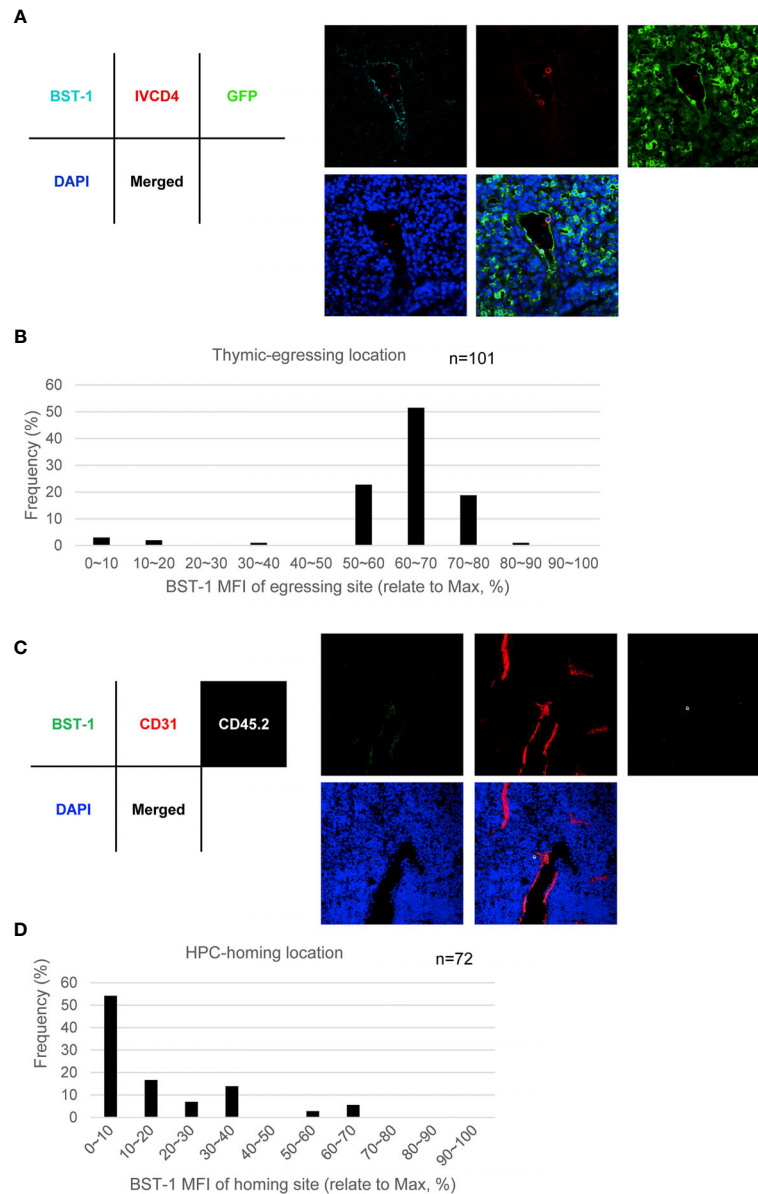 A
BST-1 IVCD4 GFP
DAPI Merged
B
Thymic-egressing location n=101
Frequency (%)
60
50
40
30
20
10
0
0~10 10~20 20~30 30~40 40~50 50~60 60~70 70~80 80~90 90~100
BST-1 MFI of egressing site (relate to Max, %)
C
BST-1 CD31 CD45.2
DAPI Merged
D
HPC-homing location n=72
Frequency (%)
60
50
40
30
20
10
0
0~10 10~20 20~30 30~40 40~50 50~60 60~70 70~80 80~90 90~100
BST-1 MFI of homing site (relate to Max, %)